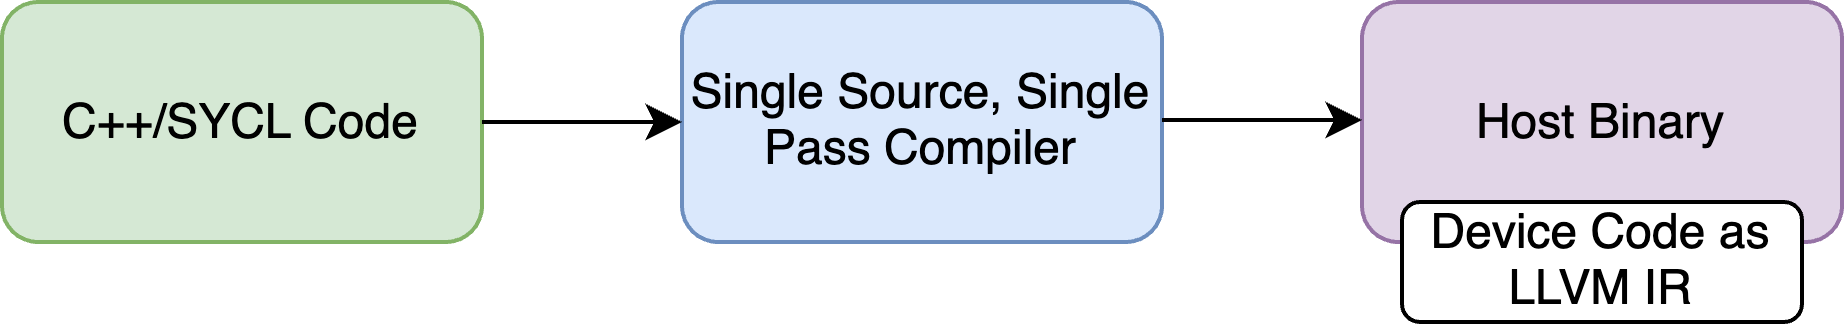 C++/SYCL Code
Single Source, Single
Pass Compiler
Host Binary
Device Code as
LLVM IR